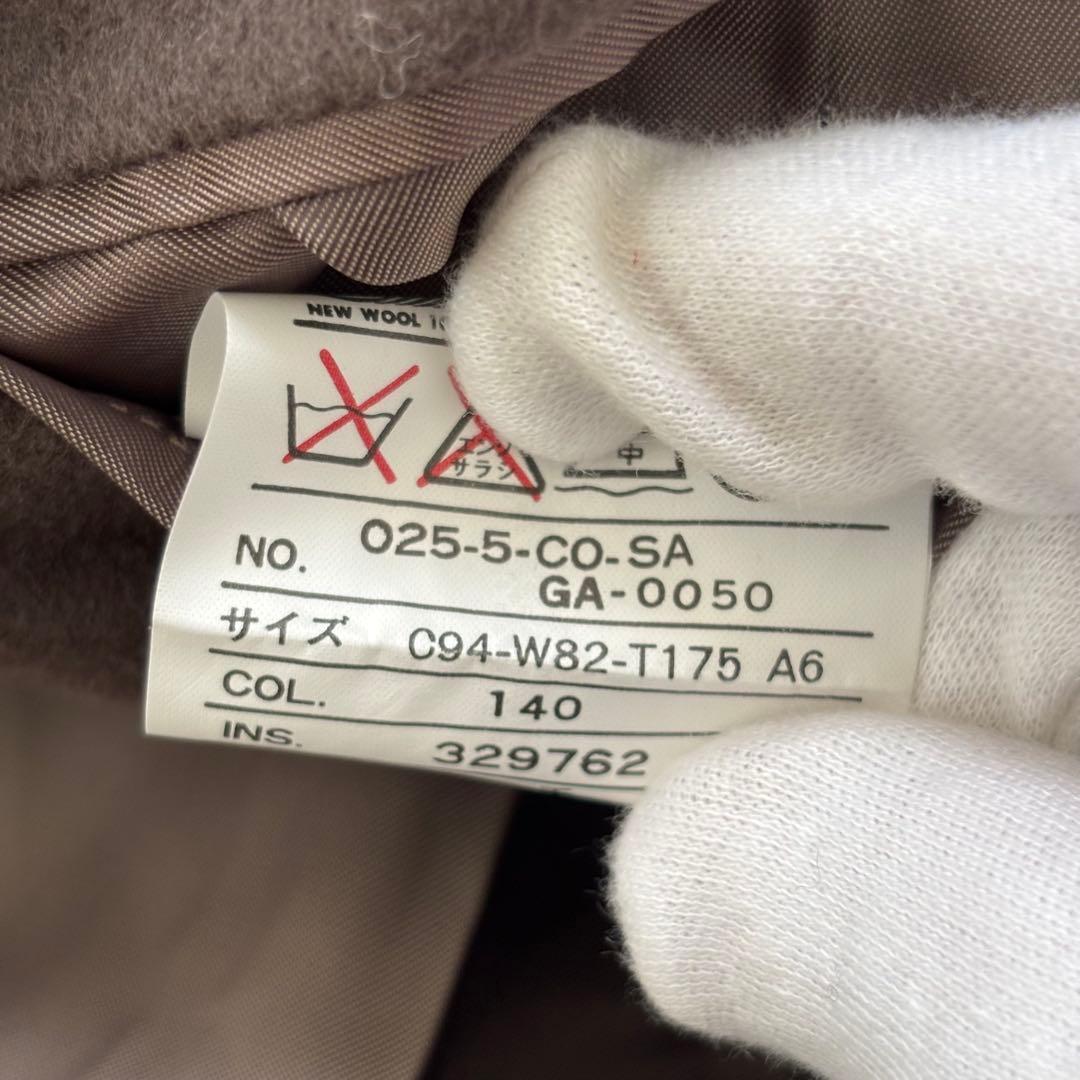 NEW WOOL
エンソ
サラシ
中
NO. 025-5-CO-SA
GA-0050
サイズ C94-W82-T175 A6
COL. 140
INS. 329762